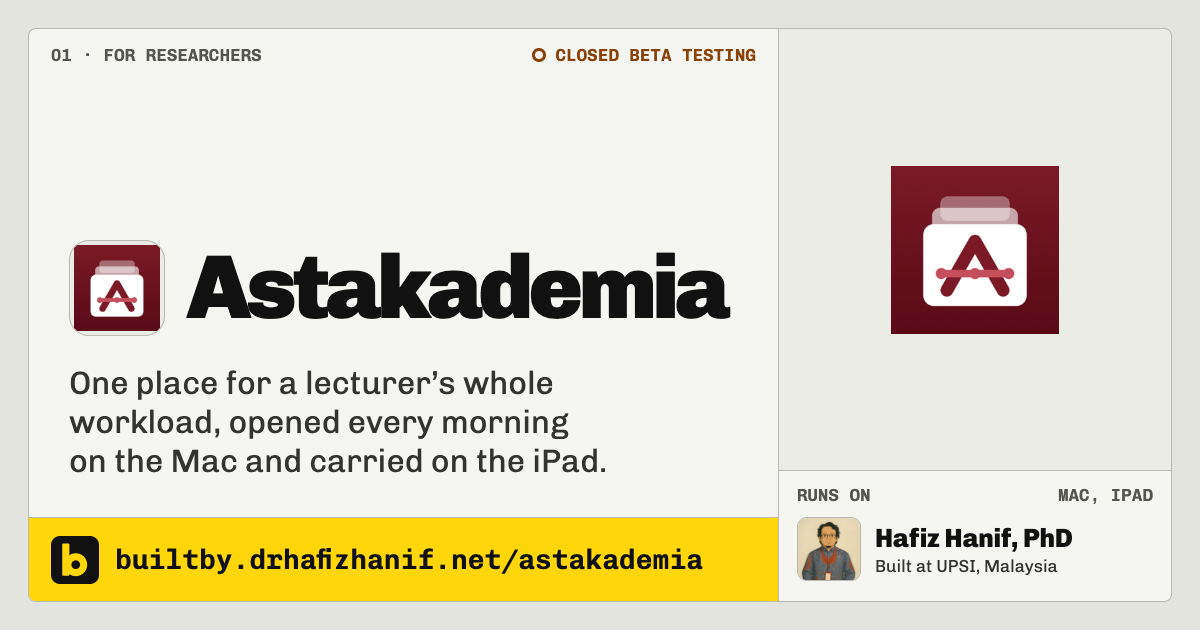 01 · FOR RESEARCHERS
CLOSED BETA TESTING
Astakademia
One place for a lecturer’s whole
workload, opened every morning
on the Mac and carried on the iPad.
b builtby.drhafizhanif.net/astakademia
RUNS ON
MAC, IPAD
Hafiz Hanif, PhD
Built at UPSI, Malaysia